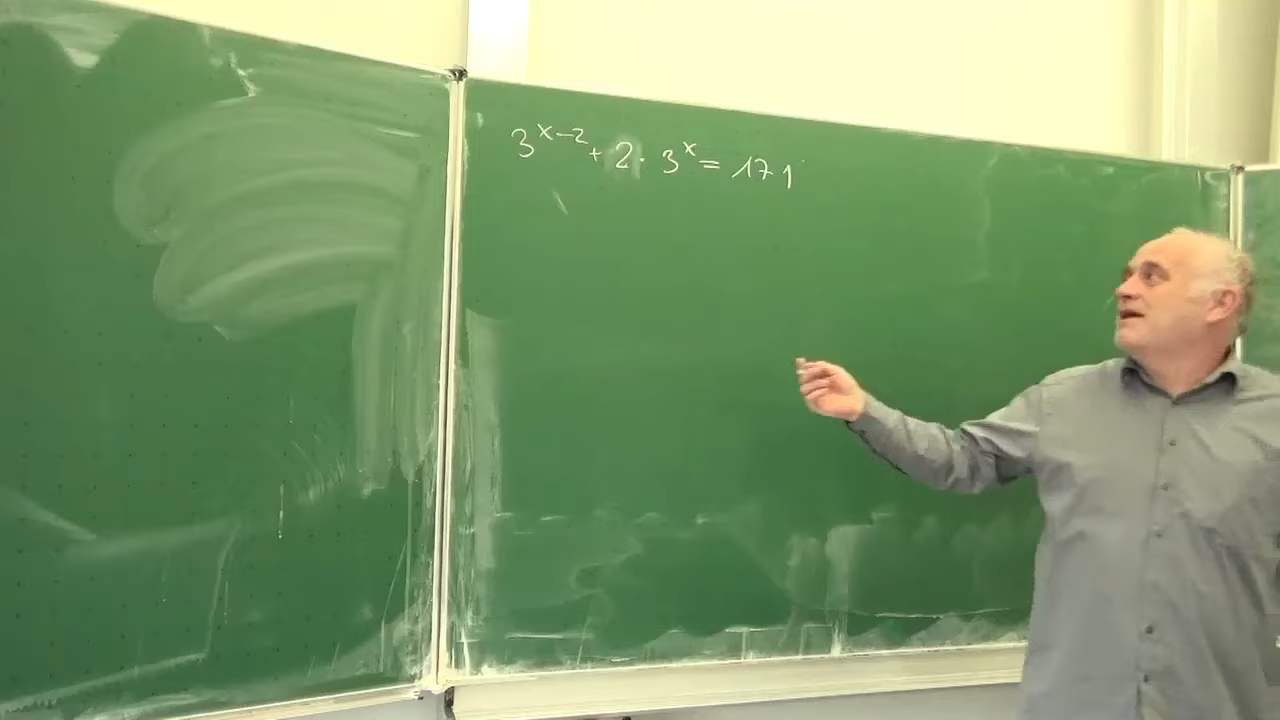 3^{x-2} + 2 · 3^x = 171